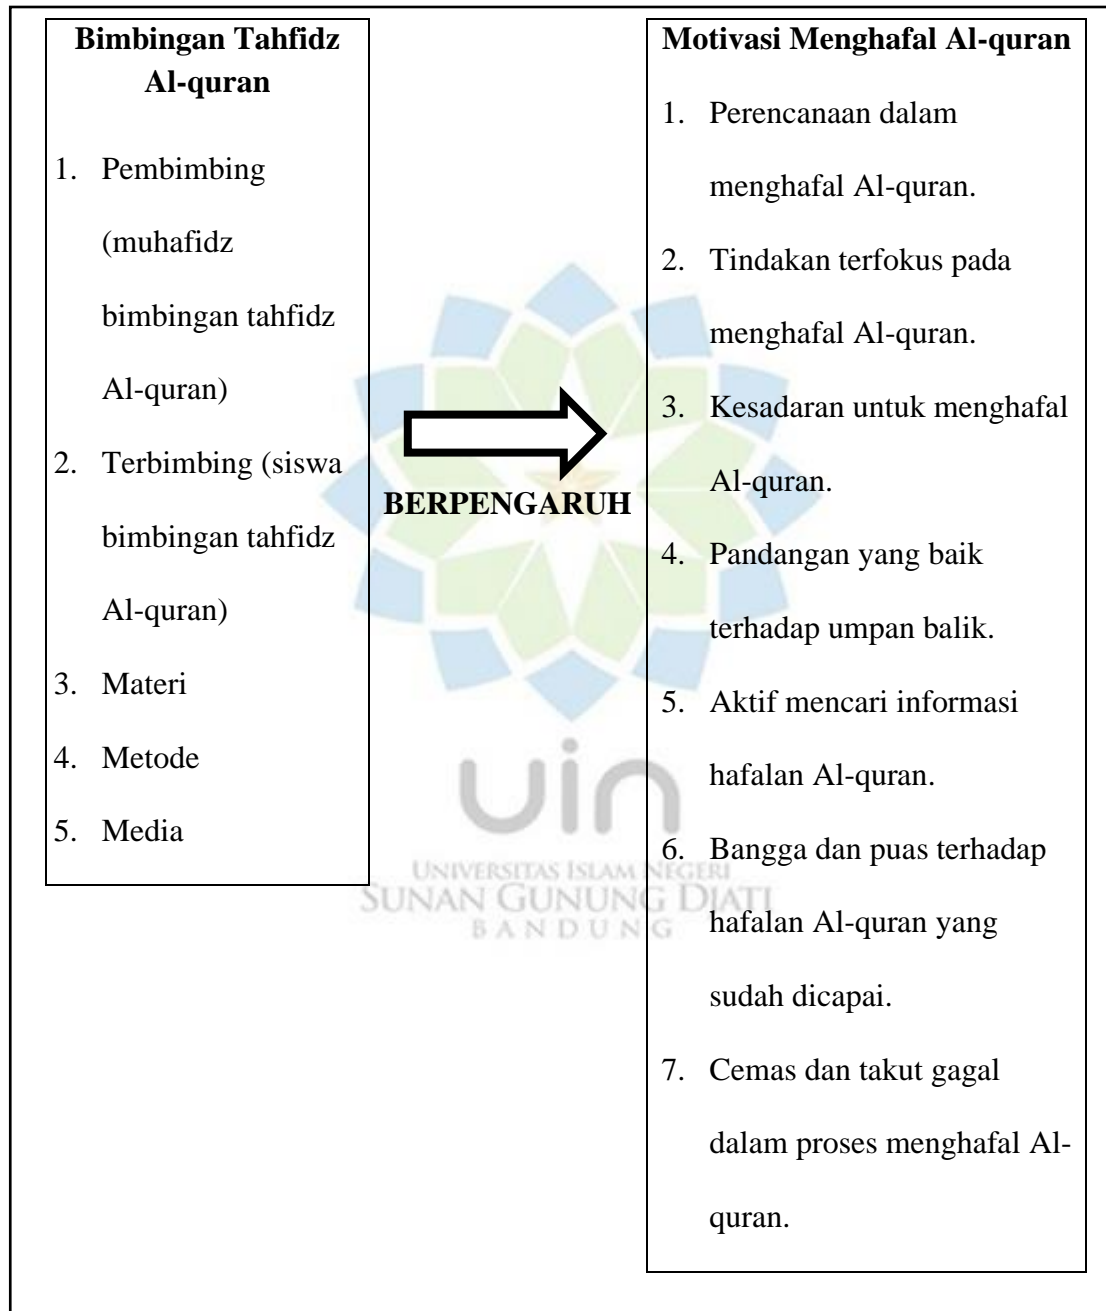 Bimbingan Tahfidz
Al-quran
1. Pembimbing
(muhafidz
bimbingan tahfidz
Al-quran)
2. Terbimbing (siswa
bimbingan tahfidz
Al-quran)
3. Materi
4. Metode
5. Media
BERPENGARUH
Motivasi Menghafal Al-quran
1. Perencanaan dalam
menghafal Al-quran.
2. Tindakan terfokus pada
menghafal Al-quran.
3. Kesadaran untuk menghafal
Al-quran.
4. Pandangan yang baik
terhadap umpan balik.
5. Aktif mencari informasi
hafalan Al-quran.
6. Bangga dan puas terhadap
hafalan Al-quran yang
sudah dicapai.
7. Cemas dan takut gagal
dalam proses menghafal Al-
quran.
uin
UNIVERSITAS ISLAM NEGERI
SUNAN GUNUNG DJATI
BANDUNG